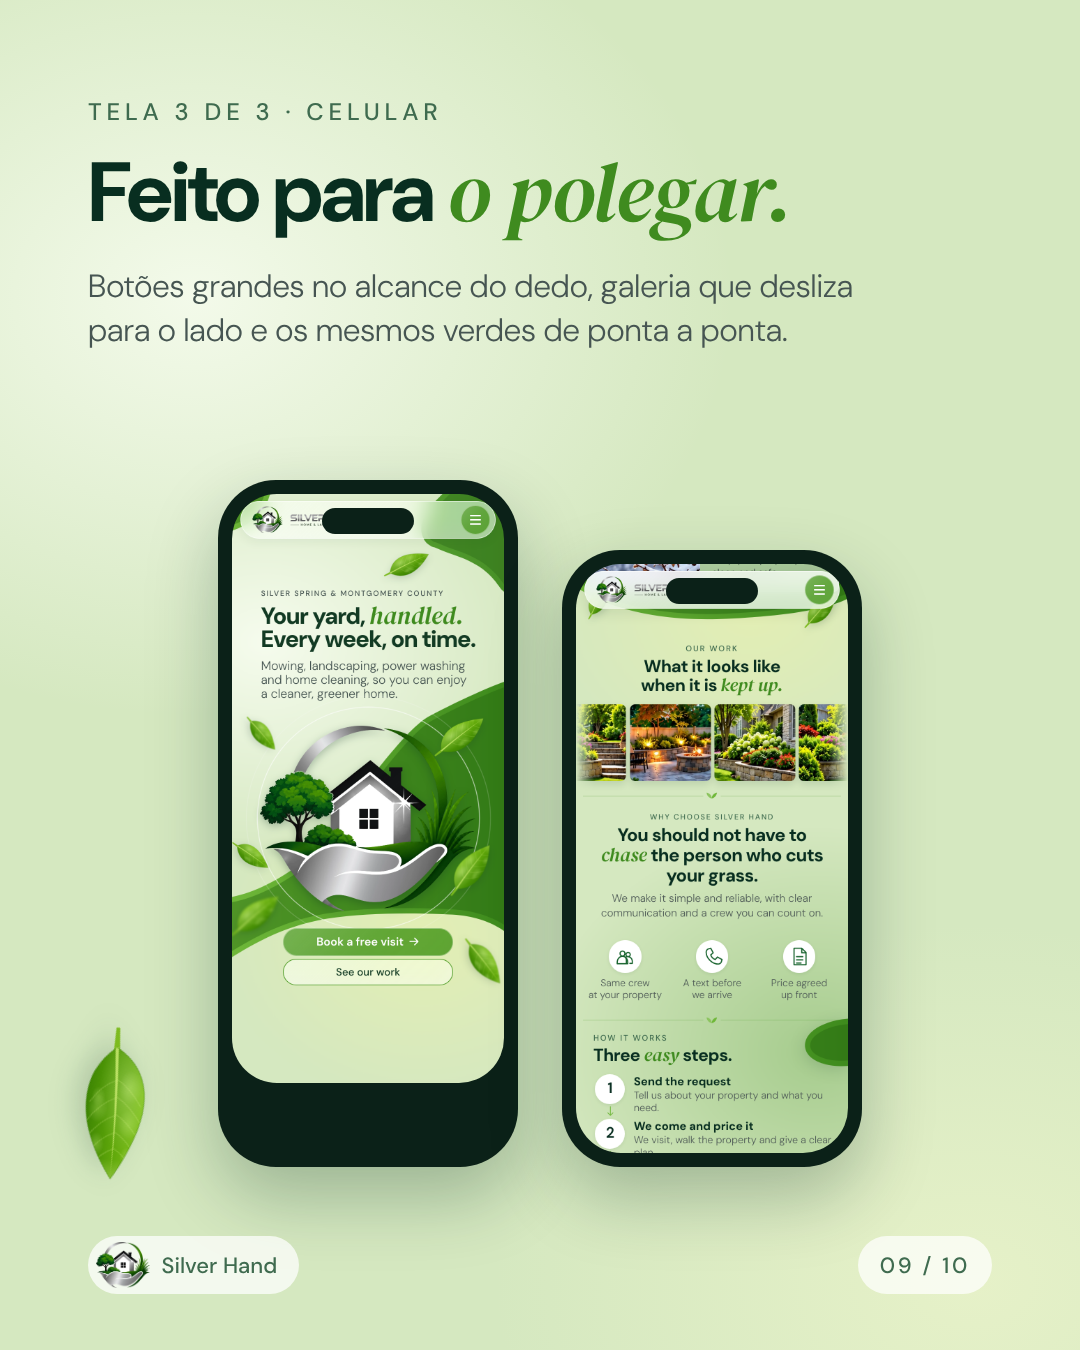 TELA 3 DE 3 · CELULAR
Feito para o polegar.
Botões grandes no alcance do dedo, galeria que desliza
para o lado e os mesmos verdes de ponta a ponta.
SILVER SPRING & MONTGOMERY COUNTY
Your yard, handled.
Every week, on time.
Mowing, landscaping, power washing
and home cleaning, so you can enjoy
a cleaner, greener home.
Book a free visit →
See our work
OUR WORK
What it looks like
when it is kept up.
WHY CHOOSE SILVER HAND
You should not have to
chase the person who cuts
your grass.
We make it simple and reliable, with clear
communication and a crew you can count on.
Same crew
at your property
A text before
we arrive
Price agreed
up front
HOW IT WORKS
Three easy steps.
1
Send the request
Tell us about your property and what you
need.
2
We come and price it
We visit, walk the property and give a clear
Silver Hand
09 / 10